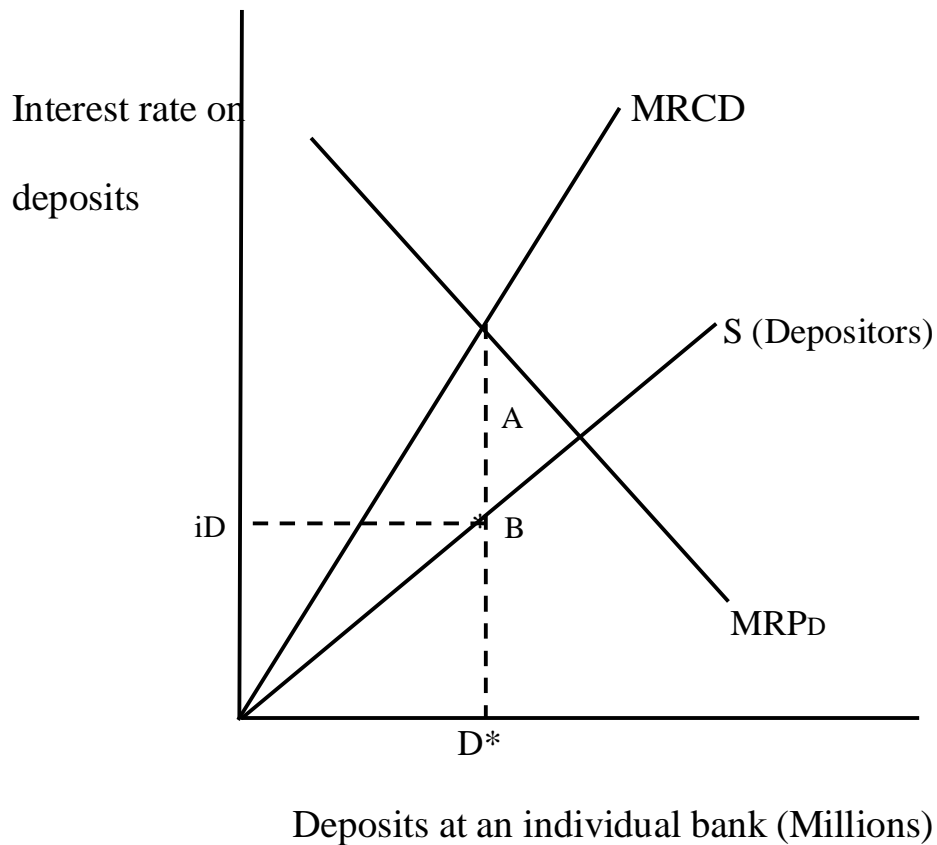 Interest rate on
deposits
MRCD
S (Depositors)
A
iD
*
B
MRPD
D*
Deposits at an individual bank (Millions)